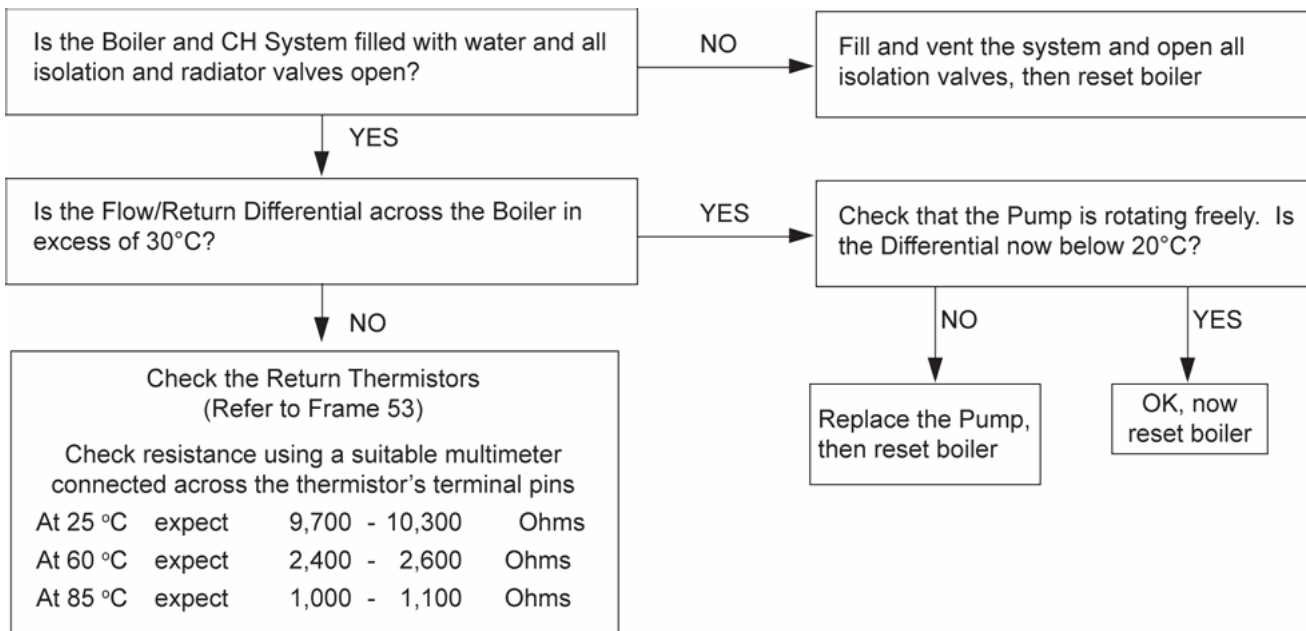 Is the Boiler and CH System filled with water and all
isolation and radiator valves open?
NO
Fill and vent the system and open all
isolation valves, then reset boiler
YES
Is the Flow/Return Differential across the Boiler in
excess of 30°C?
YES
Check that the Pump is rotating freely. Is
the Differential now below 20°C?
NO
NO
YES
Check the Return Thermistors
(Refer to Frame 53)
Check resistance using a suitable multimeter
connected across the thermistor's terminal pins
At 25 °C expect 9,700 - 10,300 Ohms
At 60 °C expect 2,400 - 2,600 Ohms
At 85 °C expect 1,000 - 1,100 Ohms
Replace the Pump,
then reset boiler
OK, now
reset boiler